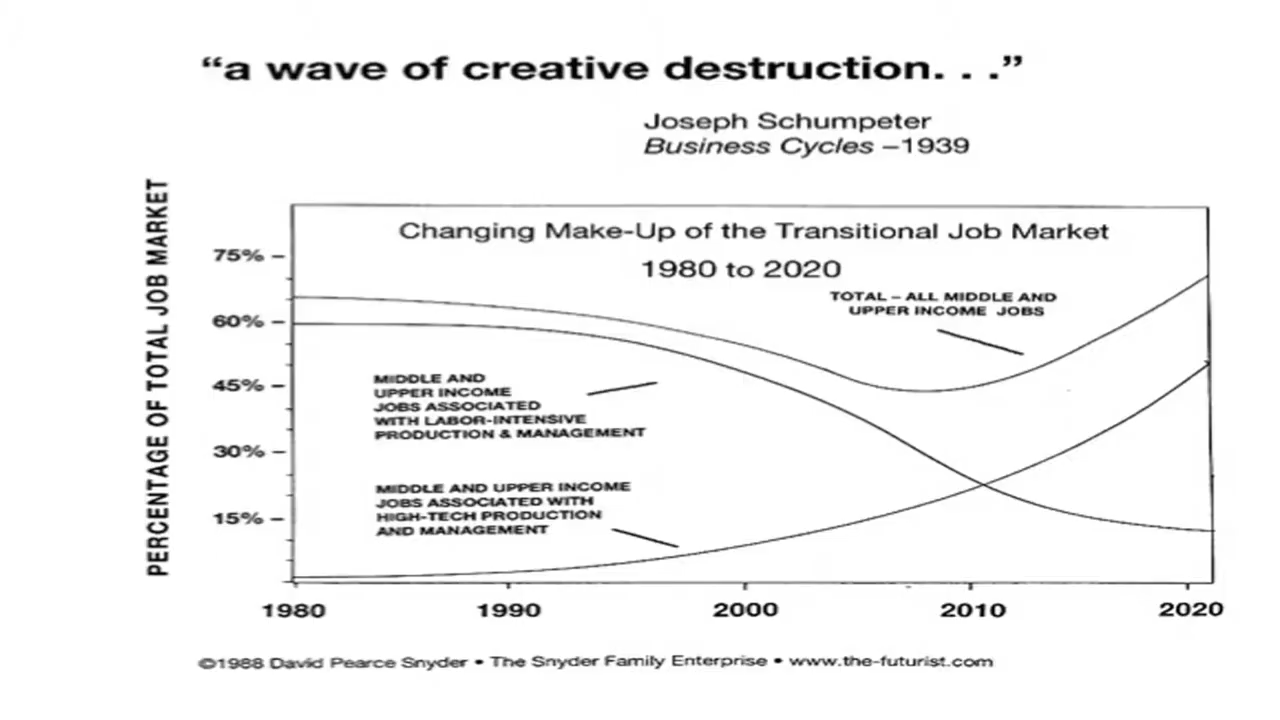 “a wave of creative destruction. . .”
Joseph Schumpeter
Business Cycles –1939
PERCENTAGE OF TOTAL JOB MARKET
Changing Make-Up of the Transitional Job Market
1980 to 2020
75%
60%
45%
30%
15%
TOTAL – ALL MIDDLE AND
UPPER INCOME JOBS
MIDDLE AND
UPPER INCOME
JOBS ASSOCIATED
WITH LABOR-INTENSIVE
PRODUCTION & MANAGEMENT
MIDDLE AND UPPER INCOME
JOBS ASSOCIATED WITH
HIGH-TECH PRODUCTION
AND MANAGEMENT
1980 1990 2000 2010 2020
©1988 David Pearce Snyder • The Snyder Family Enterprise • www.the-futurist.com